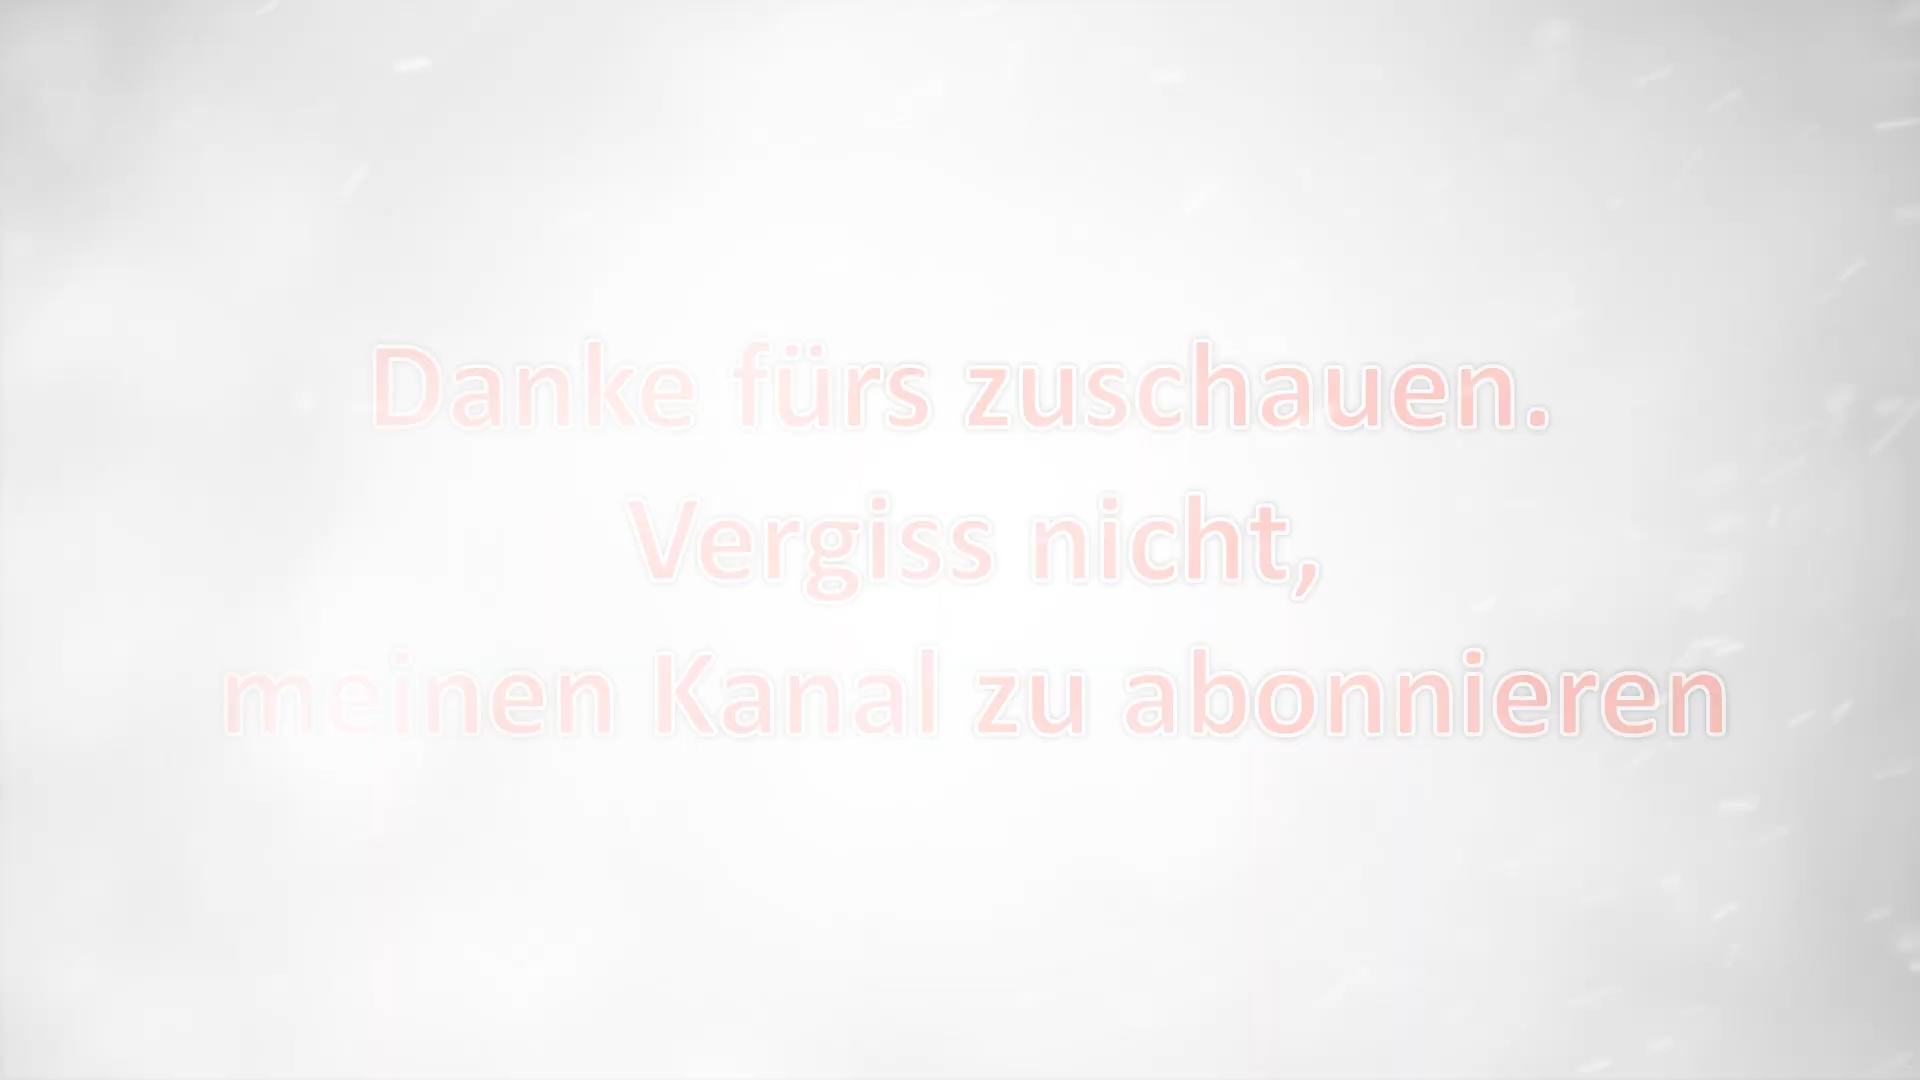 Danke fürs zuschauen.
Vergiss nicht,
meinen Kanal zu abonnieren